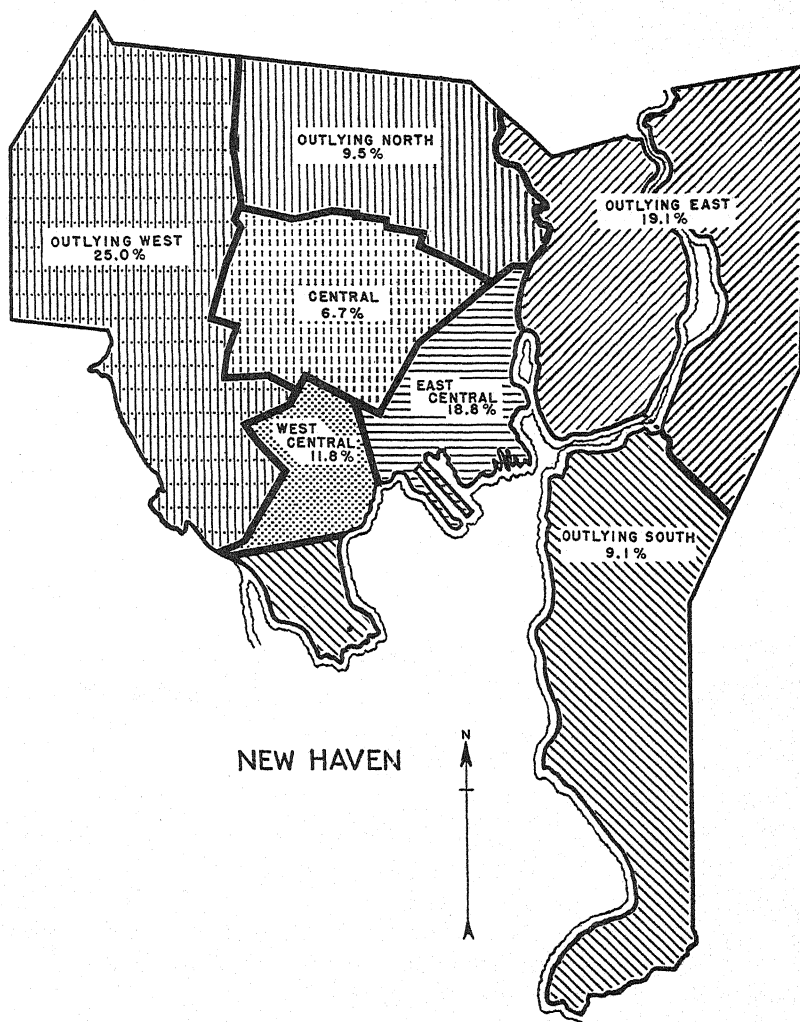 OUTLYING NORTH
9.5%
OUTLYING EAST
19.1%
OUTLYING WEST
25.0%
CENTRAL
6.7%
EAST
CENTRAL
18.8%
WEST
CENTRAL
11.8%
OUTLYING SOUTH
9.1%
N
NEW HAVEN